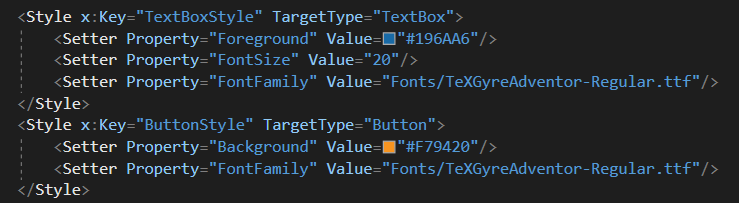 <Style x:Key="TextBoxStyle" TargetType="TextBox">
<Setter Property="Foreground" Value="#196AA6"/>
<Setter Property="FontSize" Value="20"/>
<Setter Property="FontFamily" Value="Fonts/TeXGyreAdventor-Regular.ttf"/>
</Style>
<Style x:Key="ButtonStyle" TargetType="Button">
<Setter Property="Background" Value="#F79420"/>
<Setter Property="FontFamily" Value="Fonts/TeXGyreAdventor-Regular.ttf"/>
</Style>